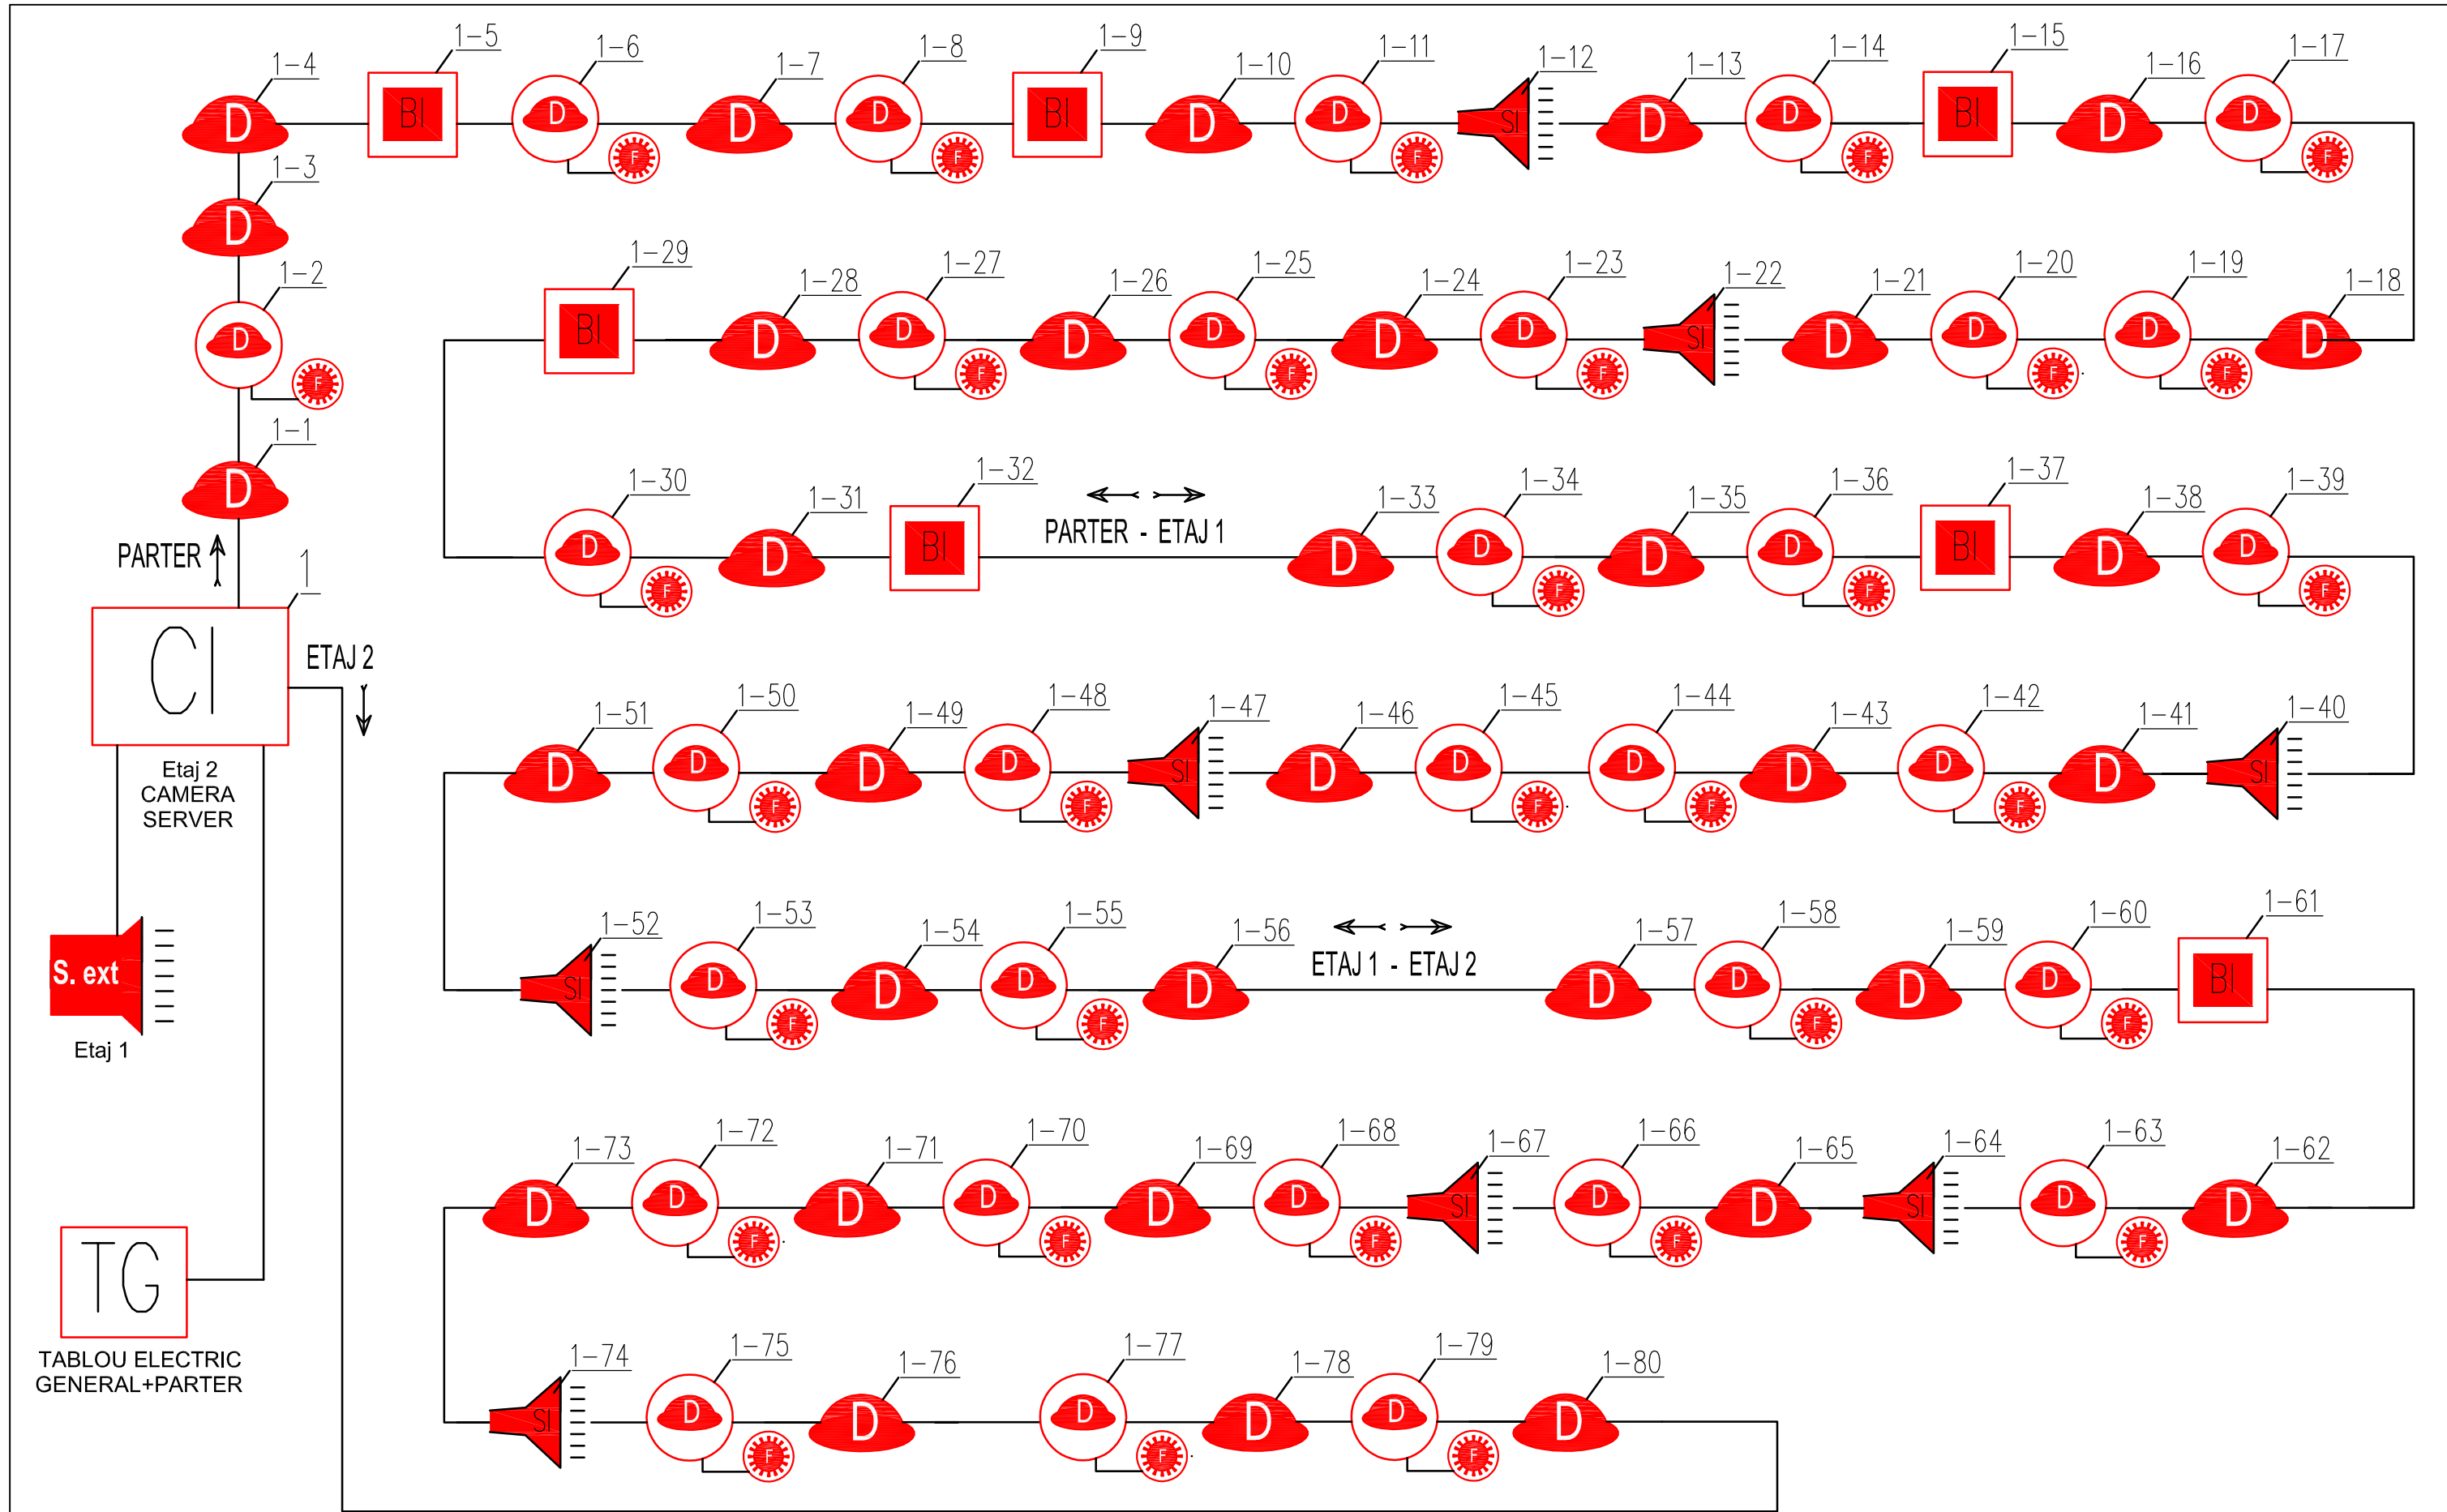 1-5 1-6 1-7 1-8 1-9 1-10 1-11 1-12 1-13 1-14 1-15 1-16 1-17
1-4
D BI D F D D F BI D D F SI D D F BI D D F
1-3
D
1-2
D F
1-1
D
1-29 1-28 1-27 1-26 1-25 1-24 1-23 1-22 1-21 1-20 1-19 1-18
BI D D F D D F D D F SI D D F D F D
1-30 1-31 1-32 1-33 1-34 1-35 1-36 1-37 1-38 1-39
D F D BI D D F D D F BI D D F
PARTER - ETAJ 1
PARTER
1
CI
ETAJ 2
Etaj 2
CAMERA
SERVER
1-51 1-50 1-49 1-48 1-47 1-46 1-45 1-44 1-43 1-42 1-41 1-40
D D F D D F SI D D F D F D D F D SI
S. ext
Etaj 1
1-52 1-53 1-54 1-55 1-56 1-57 1-58 1-59 1-60 1-61
SI D F D D F D D D F D D F BI
ETAJ 1 - ETAJ 2
1-73 1-72 1-71 1-70 1-69 1-68 1-67 1-66 1-65 1-64 1-63 1-62
D D F D D F D D F SI D F D SI D F D
TG
TABLOU ELECTRIC
GENERAL+PARTER
1-74 1-75 1-76 1-77 1-78 1-79 1-80
SI D F D D F D D F D